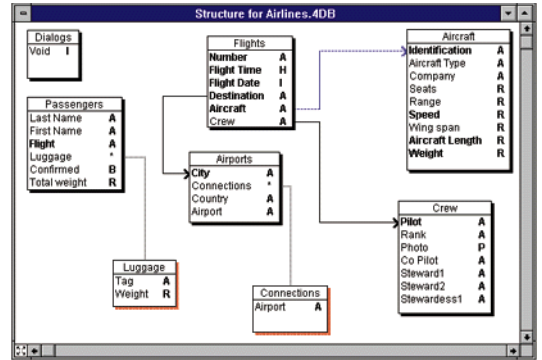 Structure for Airlines.4DB
Dialogs
Void I
Flights
Number A
Flight Time H
Flight Date I
Destination A
Aircraft A
Crew A
Aircraft
Identification A
Aircraft Type A
Company A
Seats R
Range R
Speed R
Wing span R
Aircraft Length R
Weight R
Passengers
Last Name A
First Name A
Flight A
Luggage *
Confirmed B
Total weight R
Airports
City A
Connections *
Country A
Airport A
Crew
Pilot A
Rank A
Photo P
Co Pilot A
Steward1 A
Steward2 A
Stewardess1 A
Luggage
Tag A
Weight R
Connections
Airport A